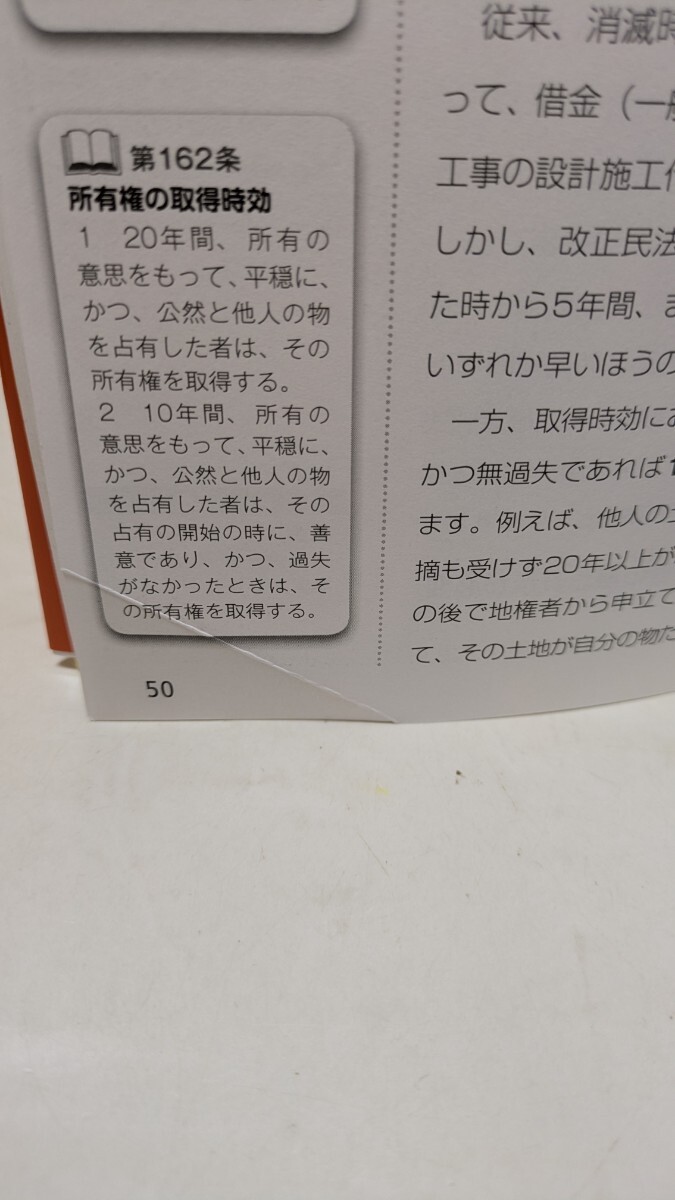 第162条
所有権の取得時効
1 20年間、所有の
意思をもって、平穏に、
かつ、公然と他人の物
を占有した者は、その
所有権を取得する。
2 10年間、所有の
意思をもって、平穏に、
かつ、公然と他人の物
を占有した者は、その
占有の開始の時に、善
意であり、かつ、過失
がなかったときは、そ
の所有権を取得する。
50
従来、消滅時
って、借金（一般
工事の設計施工
しかし、改正民法
た時から5年間、
いずれか早いほうの
一方、取得時効に
かつ無過失であれば1
ます。例えば、他人の土
摘も受けず20年以上が
の後で地権者から申立て
て、その土地が自分の物だ